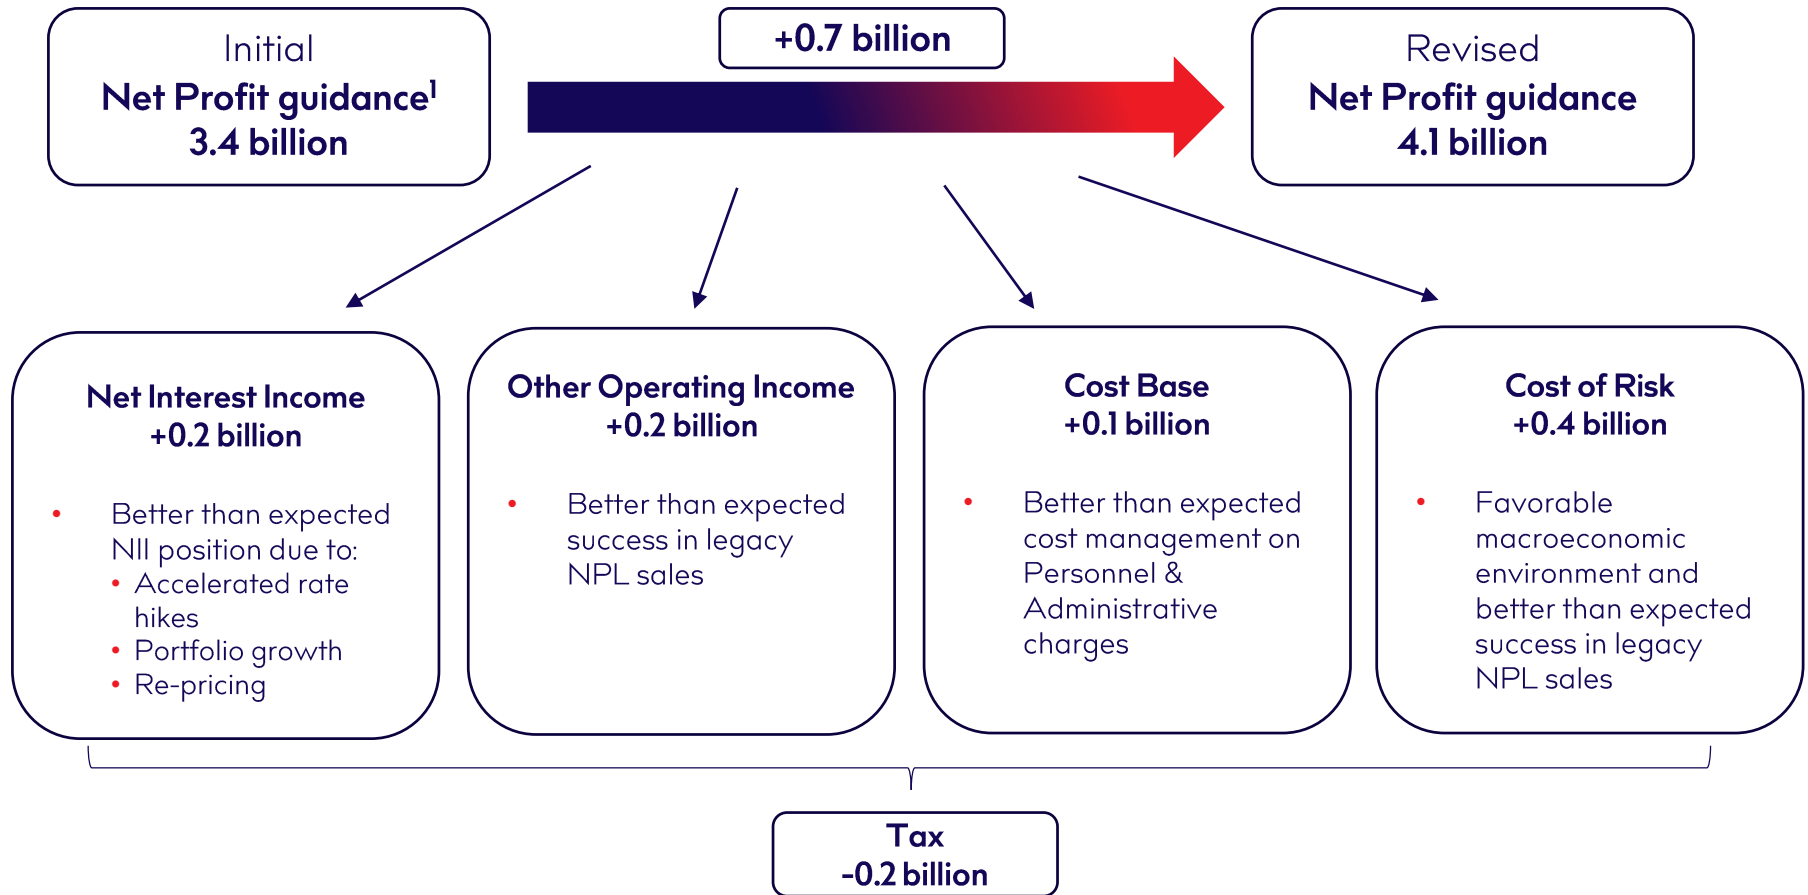 Initial
Net Profit guidance¹
3.4 billion
+0.7 billion
Revised
Net Profit guidance
4.1 billion
Net Interest Income
+0.2 billion
• Better than expected
NII position due to:
• Accelerated rate
hikes
• Portfolio growth
• Re-pricing
Other Operating Income
+0.2 billion
• Better than expected
success in legacy
NPL sales
Cost Base
+0.1 billion
• Better than expected
cost management on
Personnel &
Administrative
charges
Cost of Risk
+0.4 billion
• Favorable
macroeconomic
environment and
better than expected
success in legacy
NPL sales
Tax
-0.2 billion